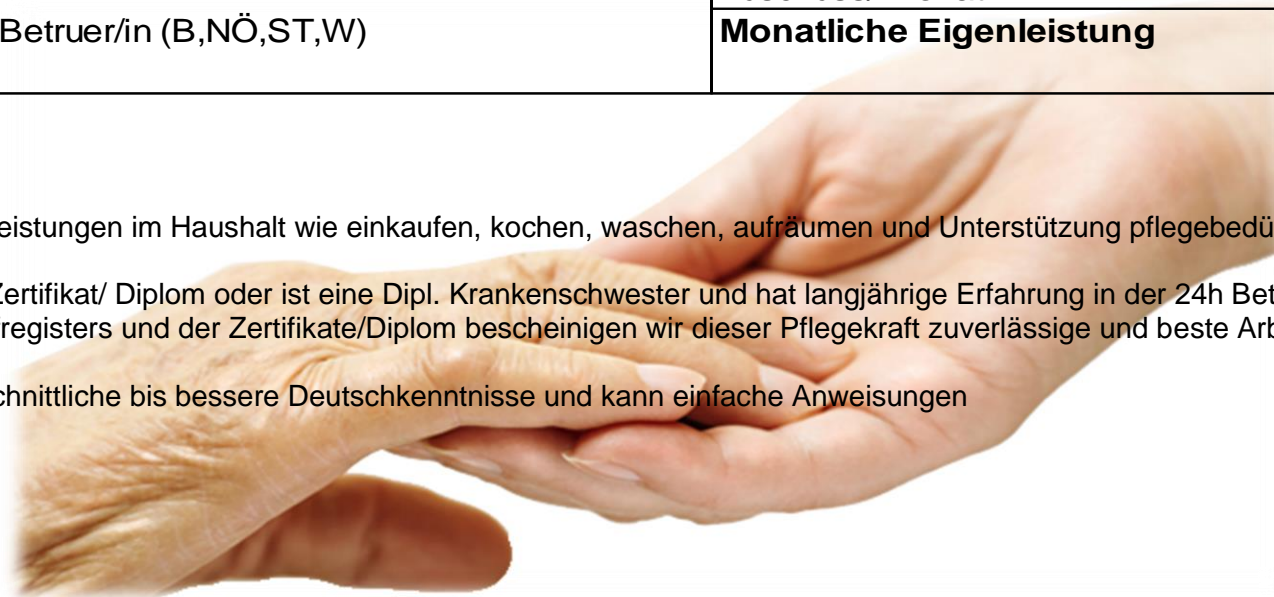 Betruer/in (B,NÖ,ST,W)
Monatliche Eigenleistung
eistungen im Haushalt wie einkaufen, kochen, waschen, aufräumen und Unterstützung pflegebedü
Zertifikat/ Diplom oder ist eine Dipl. Krankenschwester und hat langjährige Erfahrung in der 24h Bet
registers und der Zertifikate/Diplom bescheinigen wir dieser Pflegekraft zuverlässige und beste Arb
chnittliche bis bessere Deutschkenntnisse und kann einfache Anweisungen